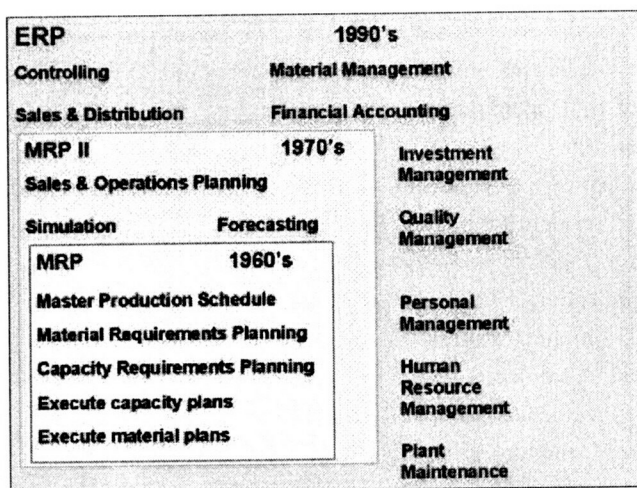 ERP 1990's
Controlling Material Management
Sales & Distribution Financial Accounting
MRP II 1970's
Sales & Operations Planning
Simulation Forecasting
MRP 1960's
Master Production Schedule
Material Requirements Planning
Capacity Requirements Planning
Execute capacity plans
Execute material plans
Investment
Management
Quality
Management
Personal
Management
Human
Resource
Management
Plant
Maintenance